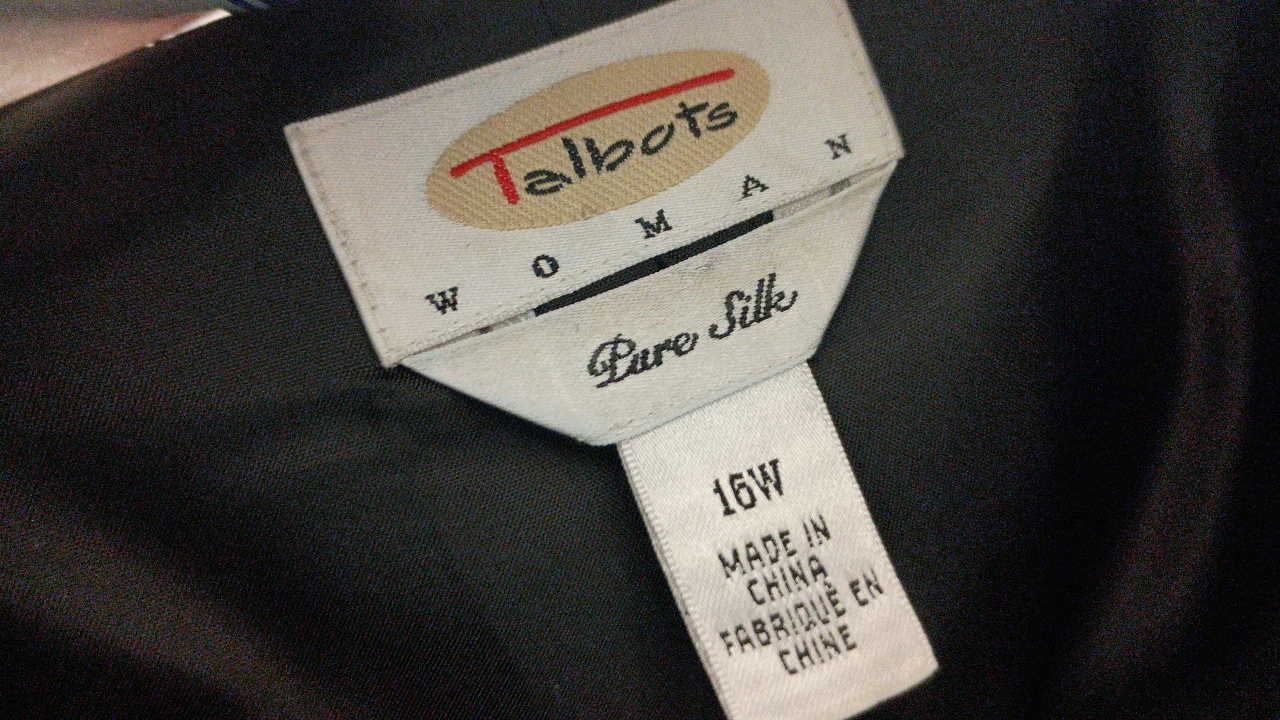 Talbots
WOMAN
Pure Silk
16W
MADE IN
CHINA
FABRIQUÉ EN
CHINE